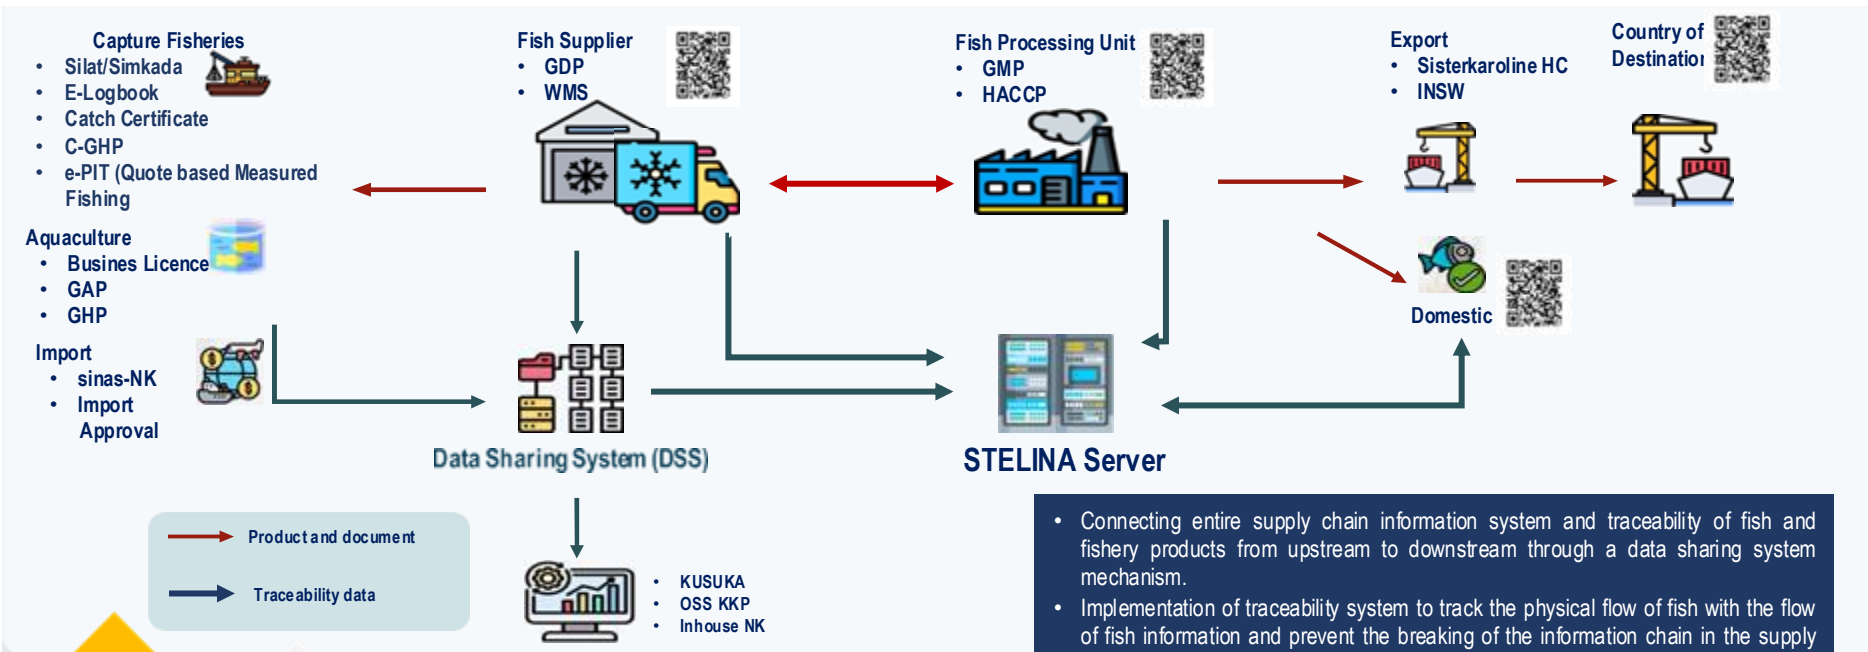 Capture Fisheries
• Silat/Simkada
• E-Logbook
• Catch Certificate
• C-GHP
• e-PIT (Quote based Measured
Fishing
Aquaculture
• Busines Licence
• GAP
• GHP
Import
• sinas-NK
• Import
Approval
Fish Supplier
• GDP
• WMS
Fish Processing Unit
• GMP
• HACCP
Export
• Sisterkaroline HC
• INSW
Country of
Destination
Domestic
Data Sharing System (DSS)
STELINA Server
Product and document
Traceability data
• KUSUKA
• OSS KKP
• Inhouse NK
• Connecting entire supply chain information system and traceability of fish and
fishery products from upstream to downstream through a data sharing system
mechanism.
• Implementation of traceability system to track the physical flow of fish with the flow
of fish information and prevent the breaking of the information chain in the supply